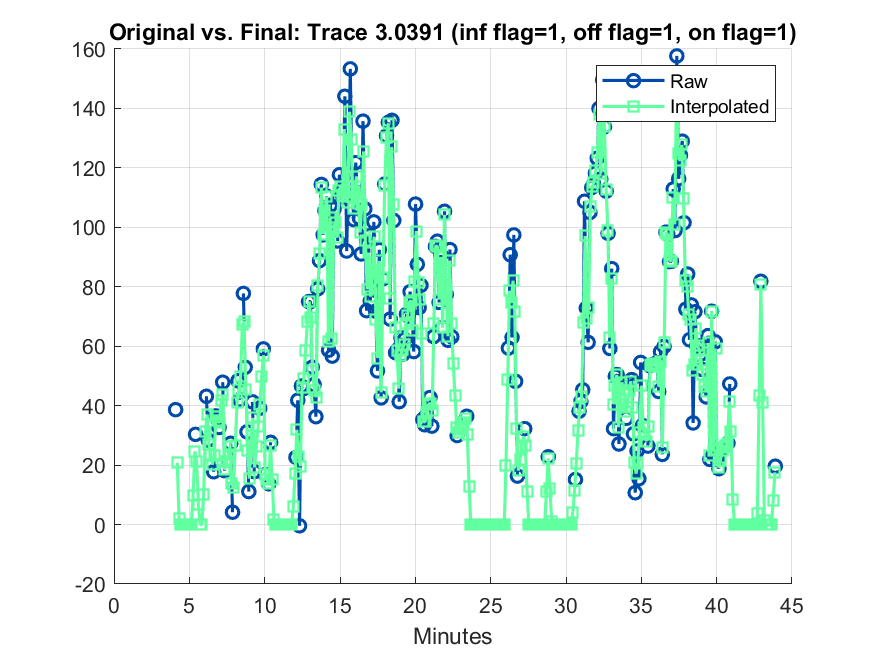 Original vs. Final: Trace 3.0391 (inf flag=1, off flag=1, on flag=1)
160
140
120
100
80
60
40
20
0
-20
Raw
Interpolated
0 5 10 15 20 25 30 35 40 45
Minutes